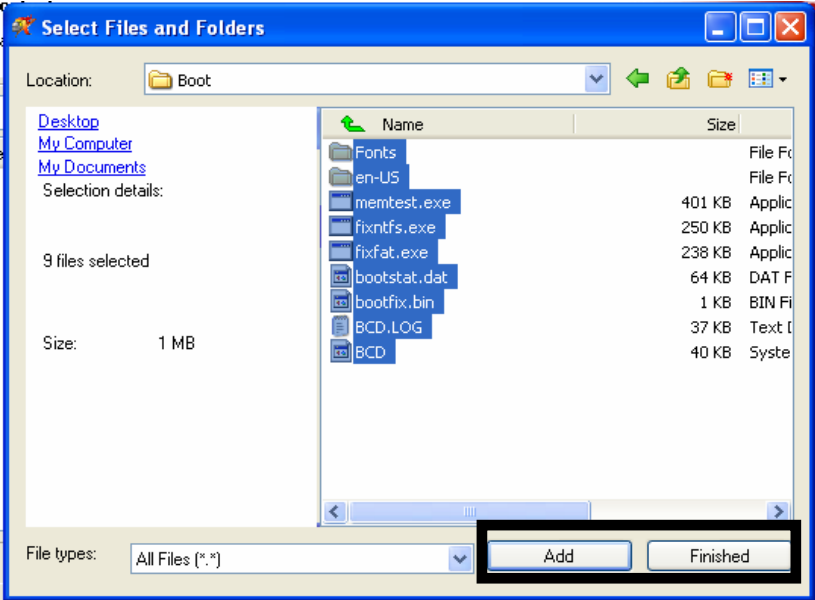 Select Files and Folders
Location: Boot
Desktop
My Computer
My Documents
Selection details:
9 files selected
Size: 1 MB
Name Size
Fonts File Fo
en-US File Fo
memtest.exe 401 KB Applic
fixntfs.exe 250 KB Applic
fixfat.exe 238 KB Applic
bootstat.dat 64 KB DAT F
bootfix.bin 1 KB BIN Fi
BCD.LOG 37 KB Text D
BCD 40 KB Syste
File types: All Files (*.*)
Add Finished